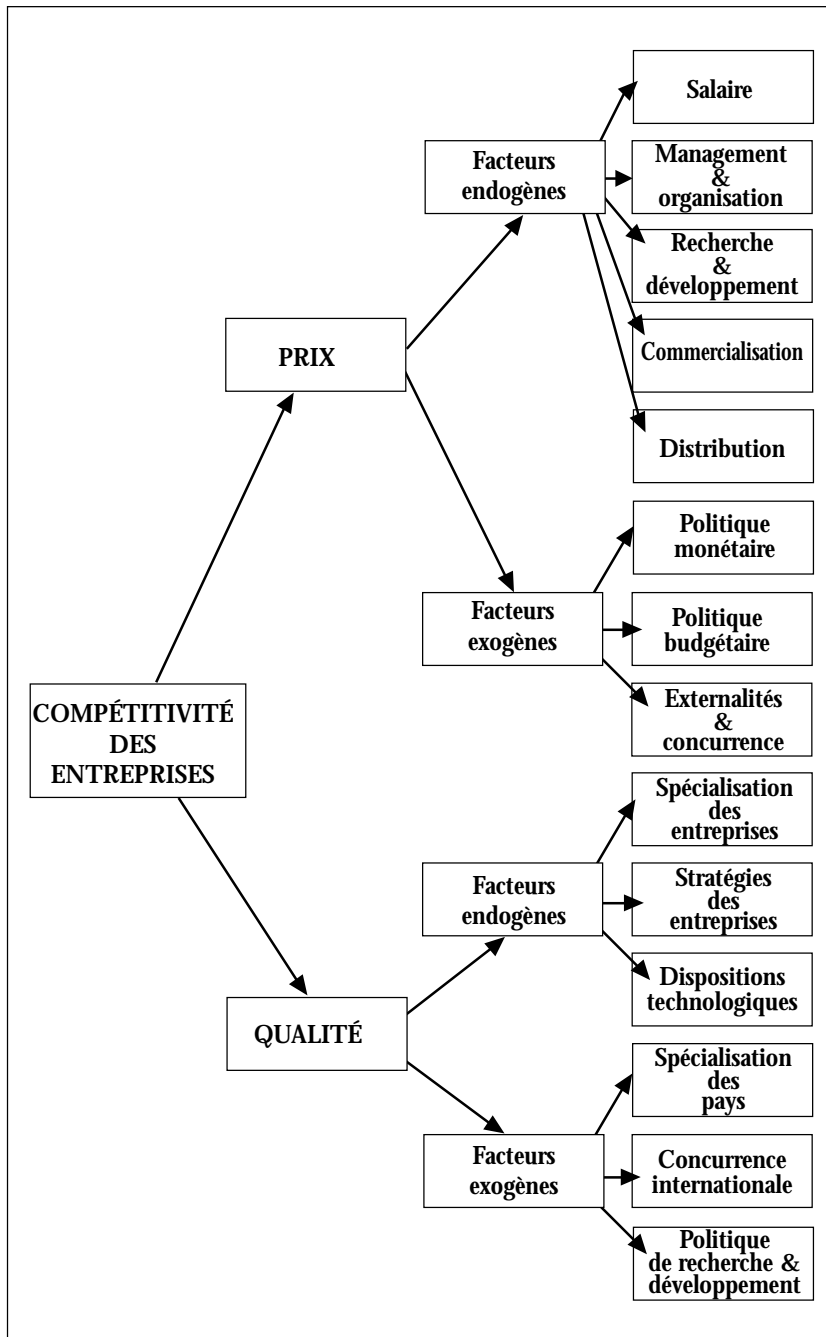 Salaire
Facteurs
endogènes
Management
&
organisation
Recherche
&
développement
PRIX
Commercialisation
Distribution
Politique
monétaire
Facteurs
exogènes
Politique
budgétaire
Externalités
&
concurrence
COMPÉTITIVITÉ
DES
ENTREPRISES
Spécialisation
des
entreprises
Facteurs
endogènes
Stratégies
des
entreprises
Dispositions
technologiques
QUALITÉ
Spécialisation
des
pays
Facteurs
exogènes
Concurrence
internationale
Politique
de recherche &
développement